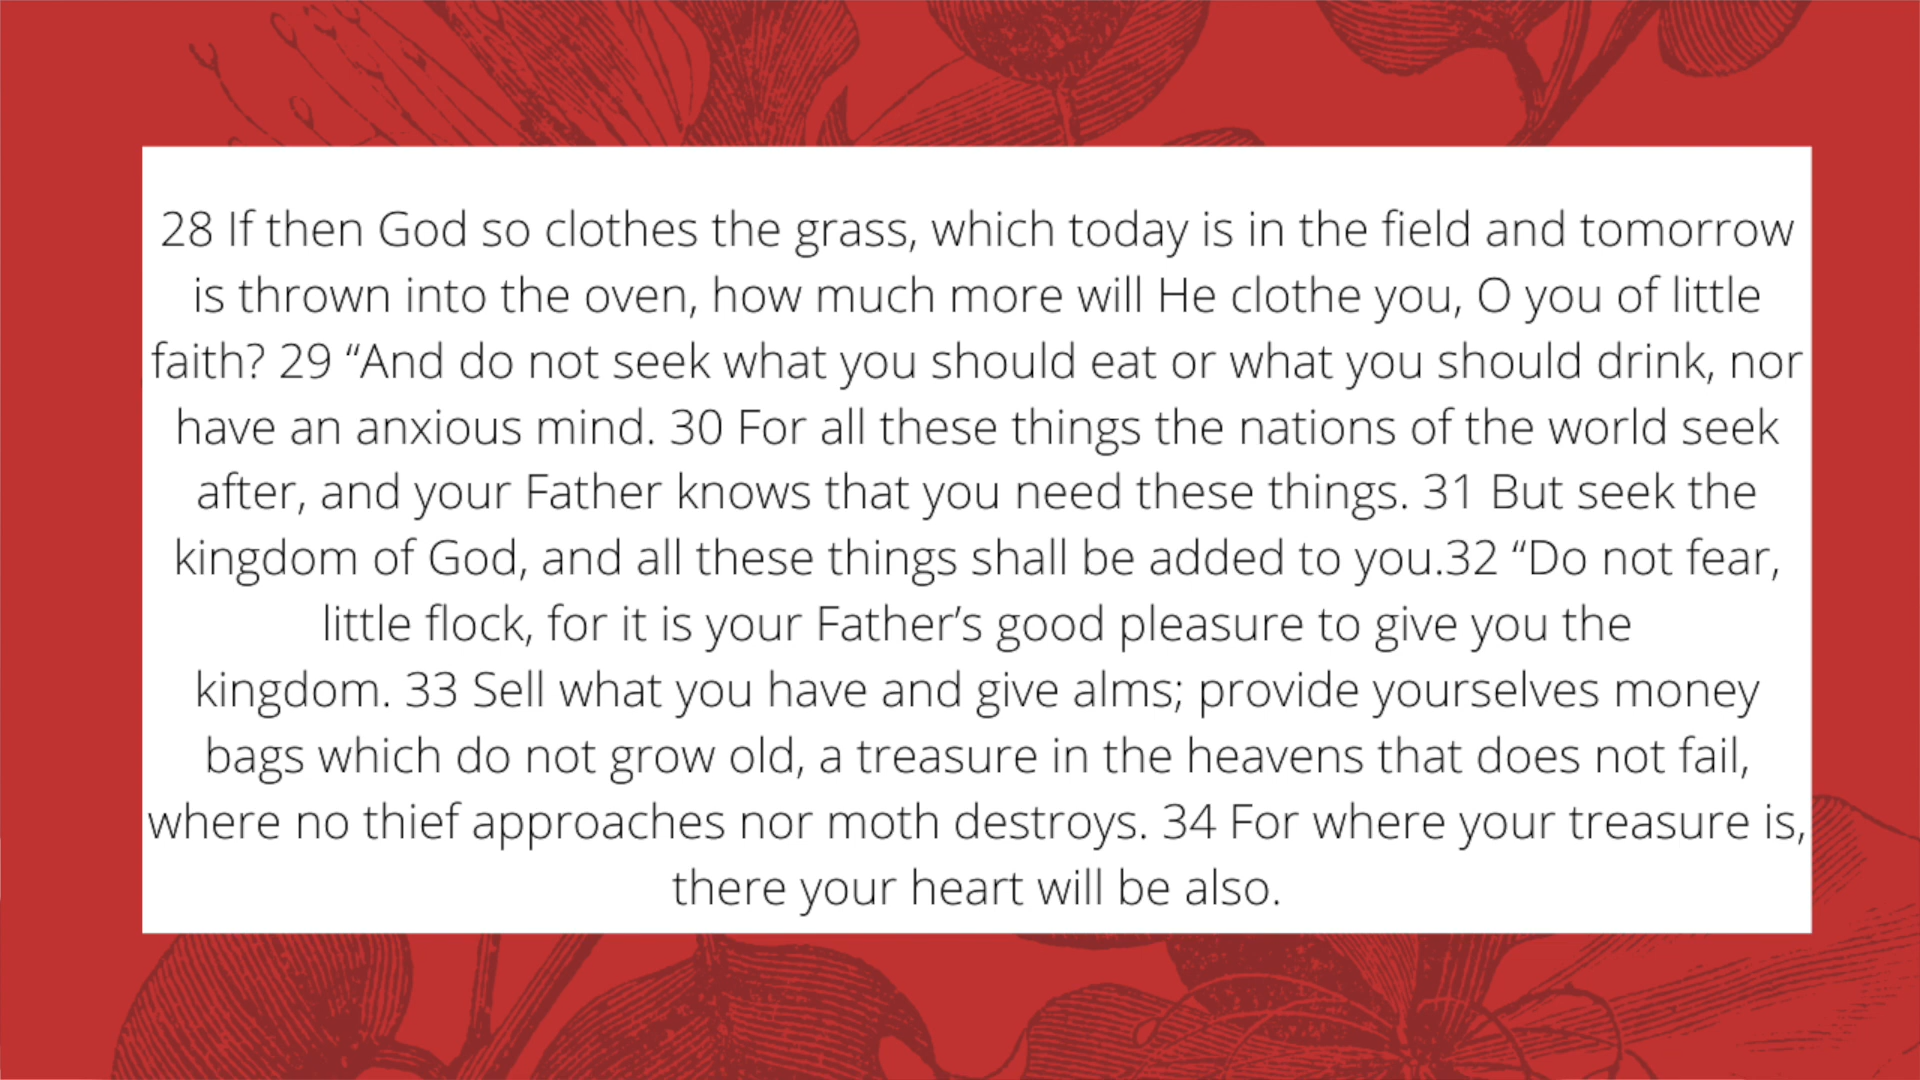 28 If then God so clothes the grass, which today is in the field and tomorrow
is thrown into the oven, how much more will He clothe you, O you of little
faith? 29 “And do not seek what you should eat or what you should drink, nor
have an anxious mind. 30 For all these things the nations of the world seek
after, and your Father knows that you need these things. 31 But seek the
kingdom of God, and all these things shall be added to you.32 “Do not fear,
little flock, for it is your Father’s good pleasure to give you the
kingdom. 33 Sell what you have and give alms; provide yourselves money
bags which do not grow old, a treasure in the heavens that does not fail,
where no thief approaches nor moth destroys. 34 For where your treasure is,
there your heart will be also.